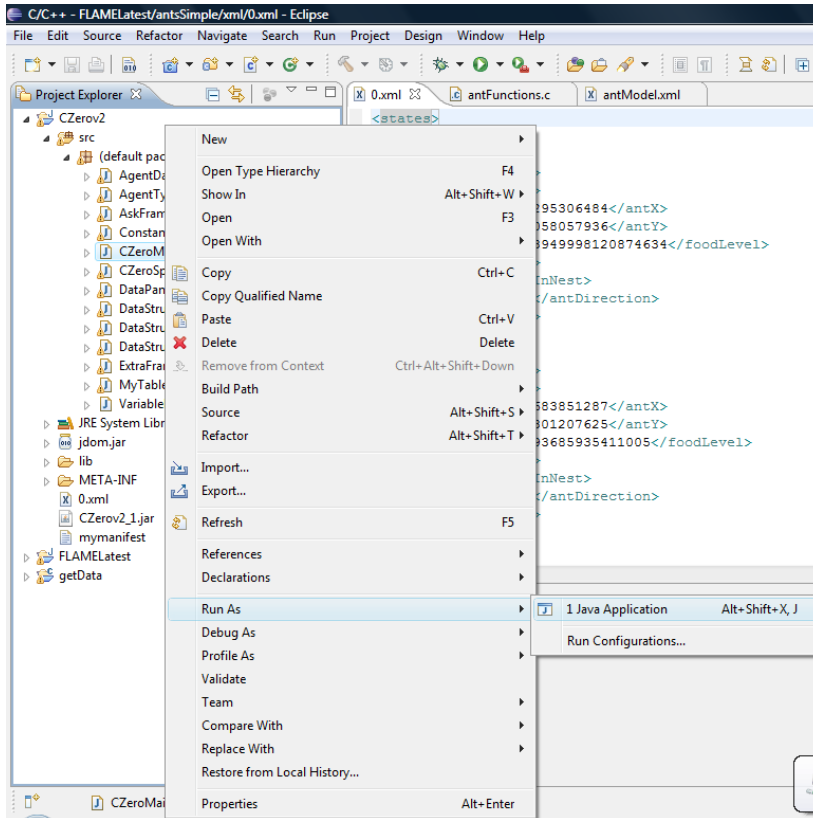 C/C++ - FLAMELatest/antsSimple/xml/0.xml - Eclipse
File Edit Source Refactor Navigate Search Run Project Design Window Help
Project Explorer
0.xml
antFunctions.c
antModel.xml
CZerov2
src
(default pac
AgentDa
AgentTy
AskFram
Constan
CZeroM
CZeroSp
DataPan
DataStru
DataStru
DataStru
ExtraFra
MyTable
Variable
JRE System Libr
jdom.jar
lib
META-INF
0.xml
CZerov2_1.jar
mymanifest
FLAMELatest
getData
<states>
295306484</antX>
058057936</antY>
3949998120874634</foodLevel>
InNest>
</antDirection>
583851287</antX>
301207625</antY>
93685935411005</foodLevel>
InNest>
</antDirection>
New
Open Type Hierarchy F4
Show In Alt+Shift+W
Open F3
Open With
Copy Ctrl+C
Copy Qualified Name
Paste Ctrl+V
Delete Delete
Remove from Context Ctrl+Alt+Shift+Down
Build Path
Source Alt+Shift+S
Refactor Alt+Shift+T
Import...
Export...
Refresh F5
References
Declarations
Run As
Debug As
Profile As
Validate
Team
Compare With
Replace With
Restore from Local History...
Properties Alt+Enter
1 Java Application Alt+Shift+X, J
Run Configurations...
CZeroMai